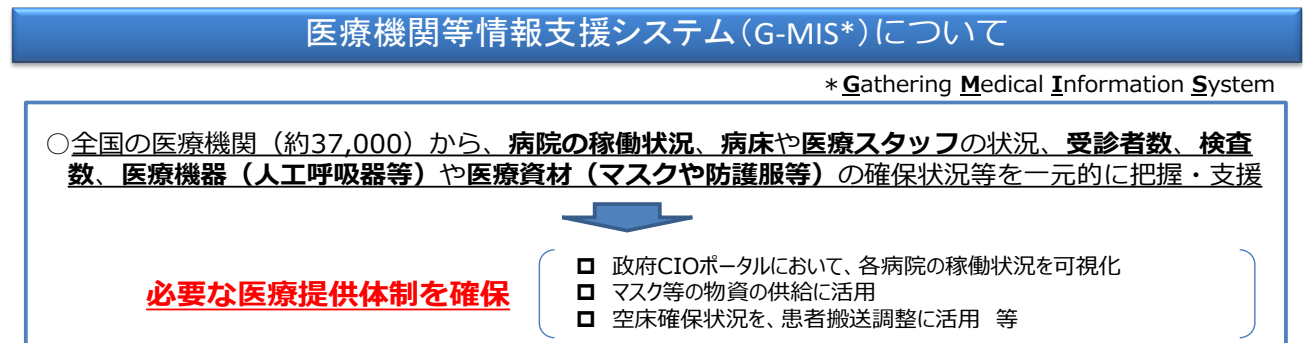 医療機関等情報支援システム(G-MIS*)について
*Gathering Medical Information System
○全国の医療機関（約37,000）から、病院の稼働状況、病床や医療スタッフの状況、受診者数、検査
数、医療機器（人工呼吸器等）や医療資材（マスクや防護服等）の確保状況等を一元的に把握・支援
必要な医療提供体制を確保
政府CIOポータルにおいて、各病院の稼働状況を可視化
マスク等の物資の供給に活用
空床確保状況を、患者搬送調整に活用 等